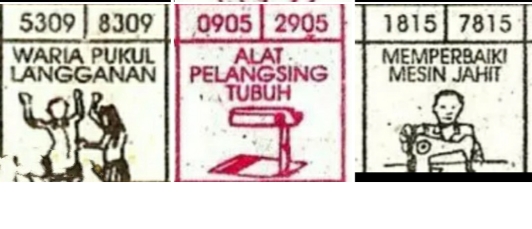 5309 8309
WARIA PUKUL
LANGGANAN
0905 2905
ALAT
PELANGSING
TUBUH
1815 7815
MEMPERBAIKI
MESIN JAHIT